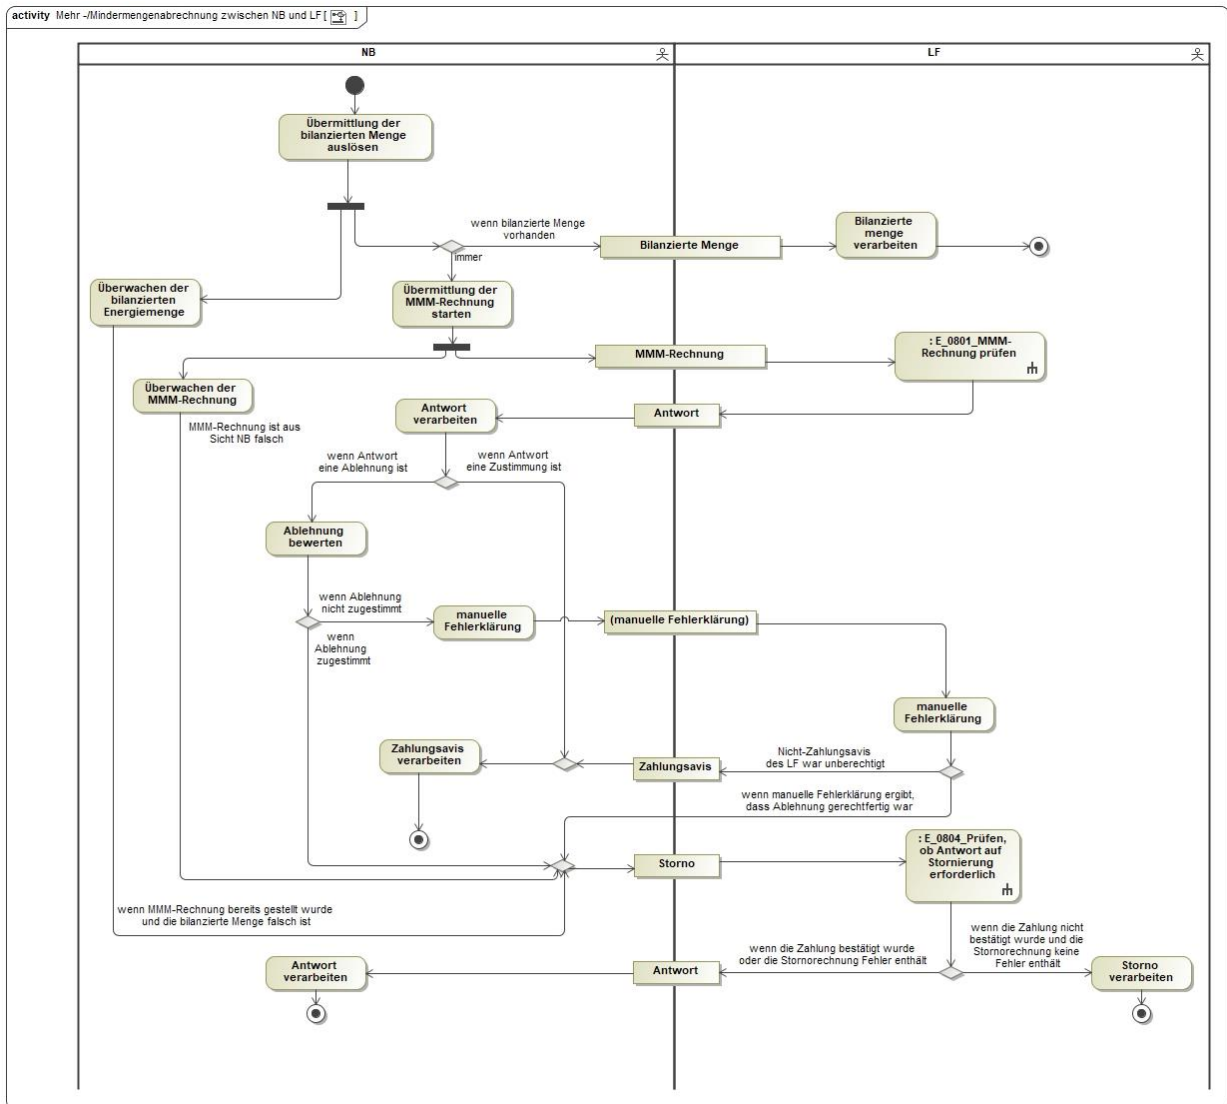 activity Mehr -/Mindermengenabrechnung zwischen NB und LF [ ]
NB
LF
Übermittlung der
bilanzierten Menge
auslösen
wenn bilanzierte Menge
vorhanden
immer
Bilanzierte Menge
Bilanzierte
menge
verarbeiten
Überwachen der
bilanzierten
Energiemenge
Übermittlung der
MMM-Rechnung
starten
MMM-Rechnung
: E_0801_MMM-
Rechnung prüfen
Überwachen der
MMM-Rechnung
MMM-Rechnung ist aus
Sicht NB falsch
Antwort
verarbeiten
Antwort
wenn Antwort
eine Ablehnung ist
wenn Antwort
eine Zustimmung ist
Ablehnung
bewerten
wenn Ablehnung
nicht zugestimmt
wenn
Ablehnung
zugestimmt
manuelle
Fehlerklärung
(manuelle Fehlerklärung)
manuelle
Fehlerklärung
Zahlungsavis
verarbeiten
Zahlungsavis
Nicht-Zahlungsavis
des LF war unberechtigt
wenn manuelle Fehlerklärung ergibt,
dass Ablehnung gerechtfertig war
Storno
: E_0804_Prüfen,
ob Antwort auf
Stornierung
erforderlich
wenn MMM-Rechnung bereits gestellt wurde
und die bilanzierte Menge falsch ist
wenn die Zahlung bestätigt wurde
oder die Stornorechnung Fehler enthält
wenn die Zahlung nicht
bestätigt wurde und die
Stornorechnung keine
Fehler enthält
Antwort
verarbeiten
Antwort
Storno
verarbeiten